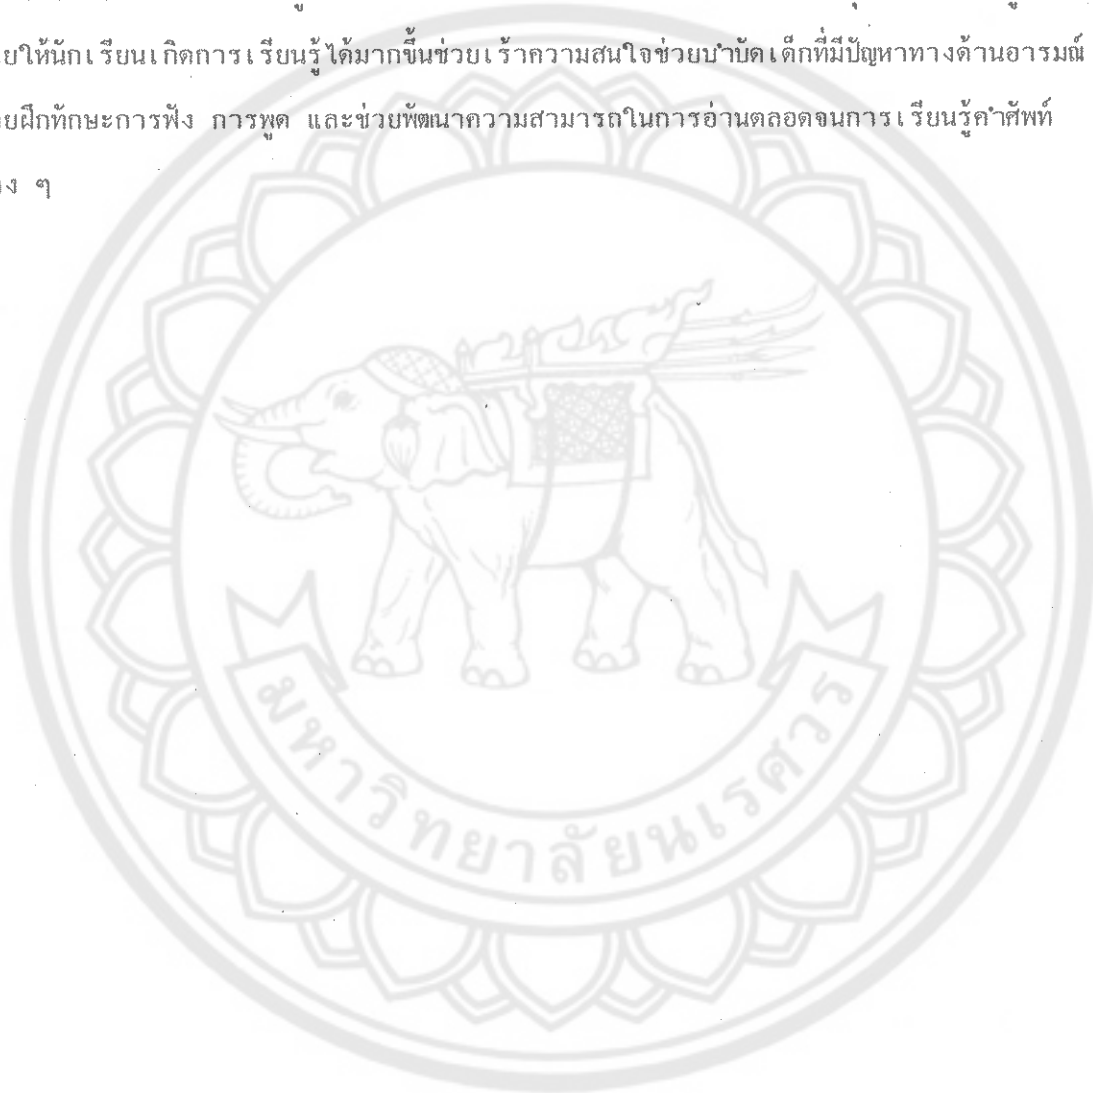 ยให้นักเรียนเกิดการเรียนรู้ได้มากขึ้นช่วยเร้าความสนใจช่วยบำบัดเด็กที่มีปัญหาทางด้านอารมณ์
ยฝึกทักษะการฟัง การพูด และช่วยพัฒนาความสามารถในการอ่านตลอดจนการเรียนรู้คำศัพท์
ง ๆ
มหาวิทยาลัยนเรศวร